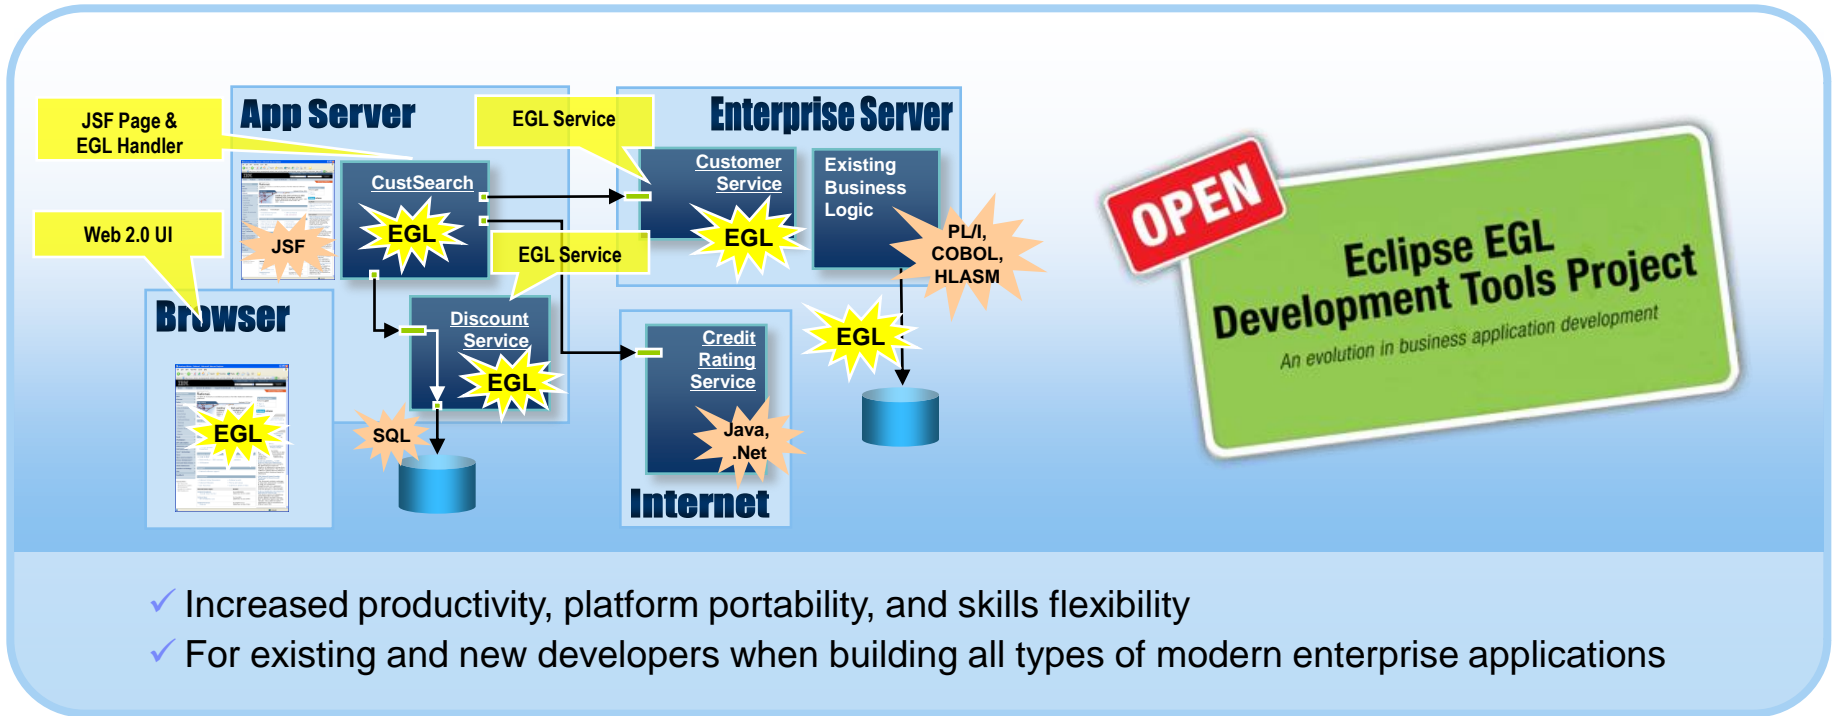 JSF Page &
EGL Handler
App Server
EGL Service
Enterprise Server
CustSearch
EGL
JSF
Customer
Service
EGL
Existing
Business
Logic
PL/I,
COBOL,
HLASM
Web 2.0 UI
EGL Service
Browser
EGL
Discount
Service
EGL
SQL
Credit
Rating
Service
Java,
.Net
Internet
EGL
OPEN
Eclipse EGL
Development Tools Project
An evolution in business application development
Increased productivity, platform portability, and skills flexibility
For existing and new developers when building all types of modern enterprise applications